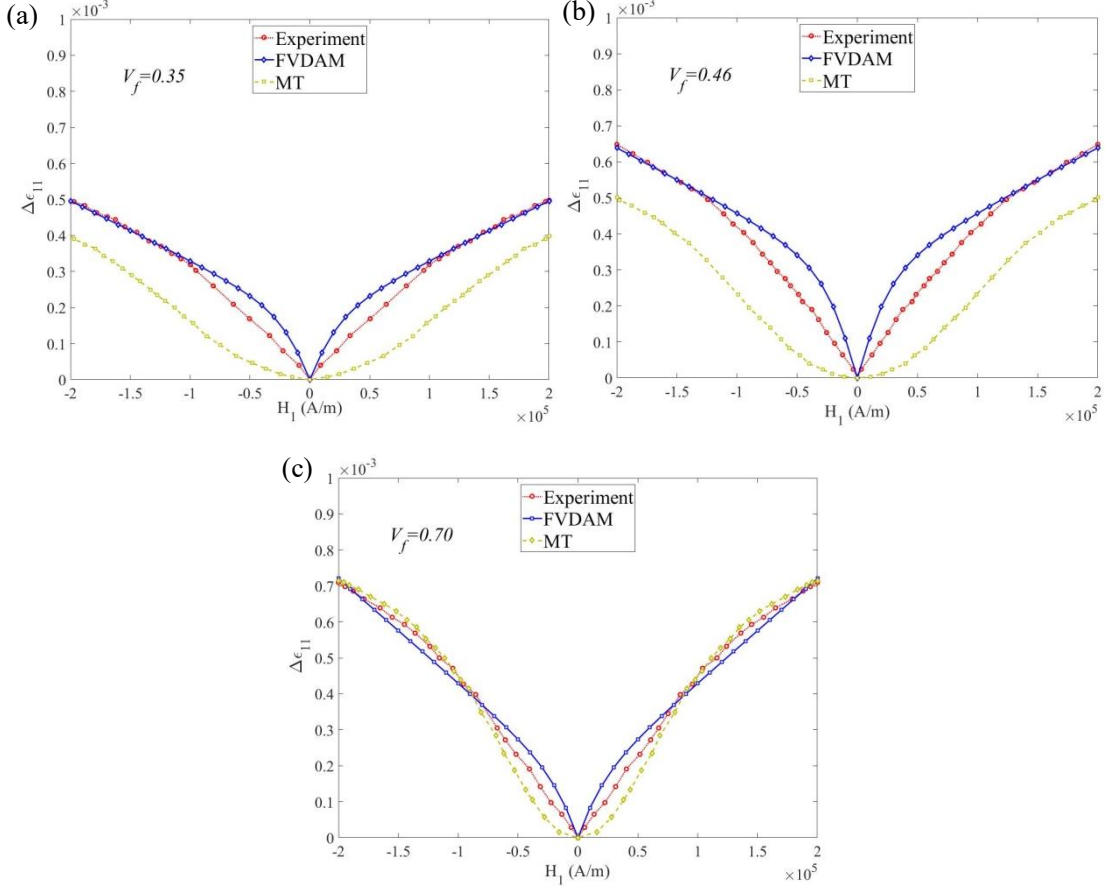 (a)
×10⁻³
1
0.9
0.8
0.7
0.6
0.5
0.4
0.3
0.2
0.1
0
Δϵ₁₁
V_f=0.35
Experiment
FVDAM
MT
-2 -1.5 -1 -0.5 0 0.5 1 1.5 2
H₁ (A/m)
×10⁵
(b)
×10⁻³
1
0.9
0.8
0.7
0.6
0.5
0.4
0.3
0.2
0.1
0
Δϵ₁₁
V_f=0.46
Experiment
FVDAM
MT
-2 -1.5 -1 -0.5 0 0.5 1 1.5 2
H₁ (A/m)
×10⁵
(c)
×10⁻³
1
0.9
0.8
0.7
0.6
0.5
0.4
0.3
0.2
0.1
0
Δϵ₁₁
V_f=0.70
Experiment
FVDAM
MT
-2 -1.5 -1 -0.5 0 0.5 1 1.5 2
H₁ (A/m)
×10⁵